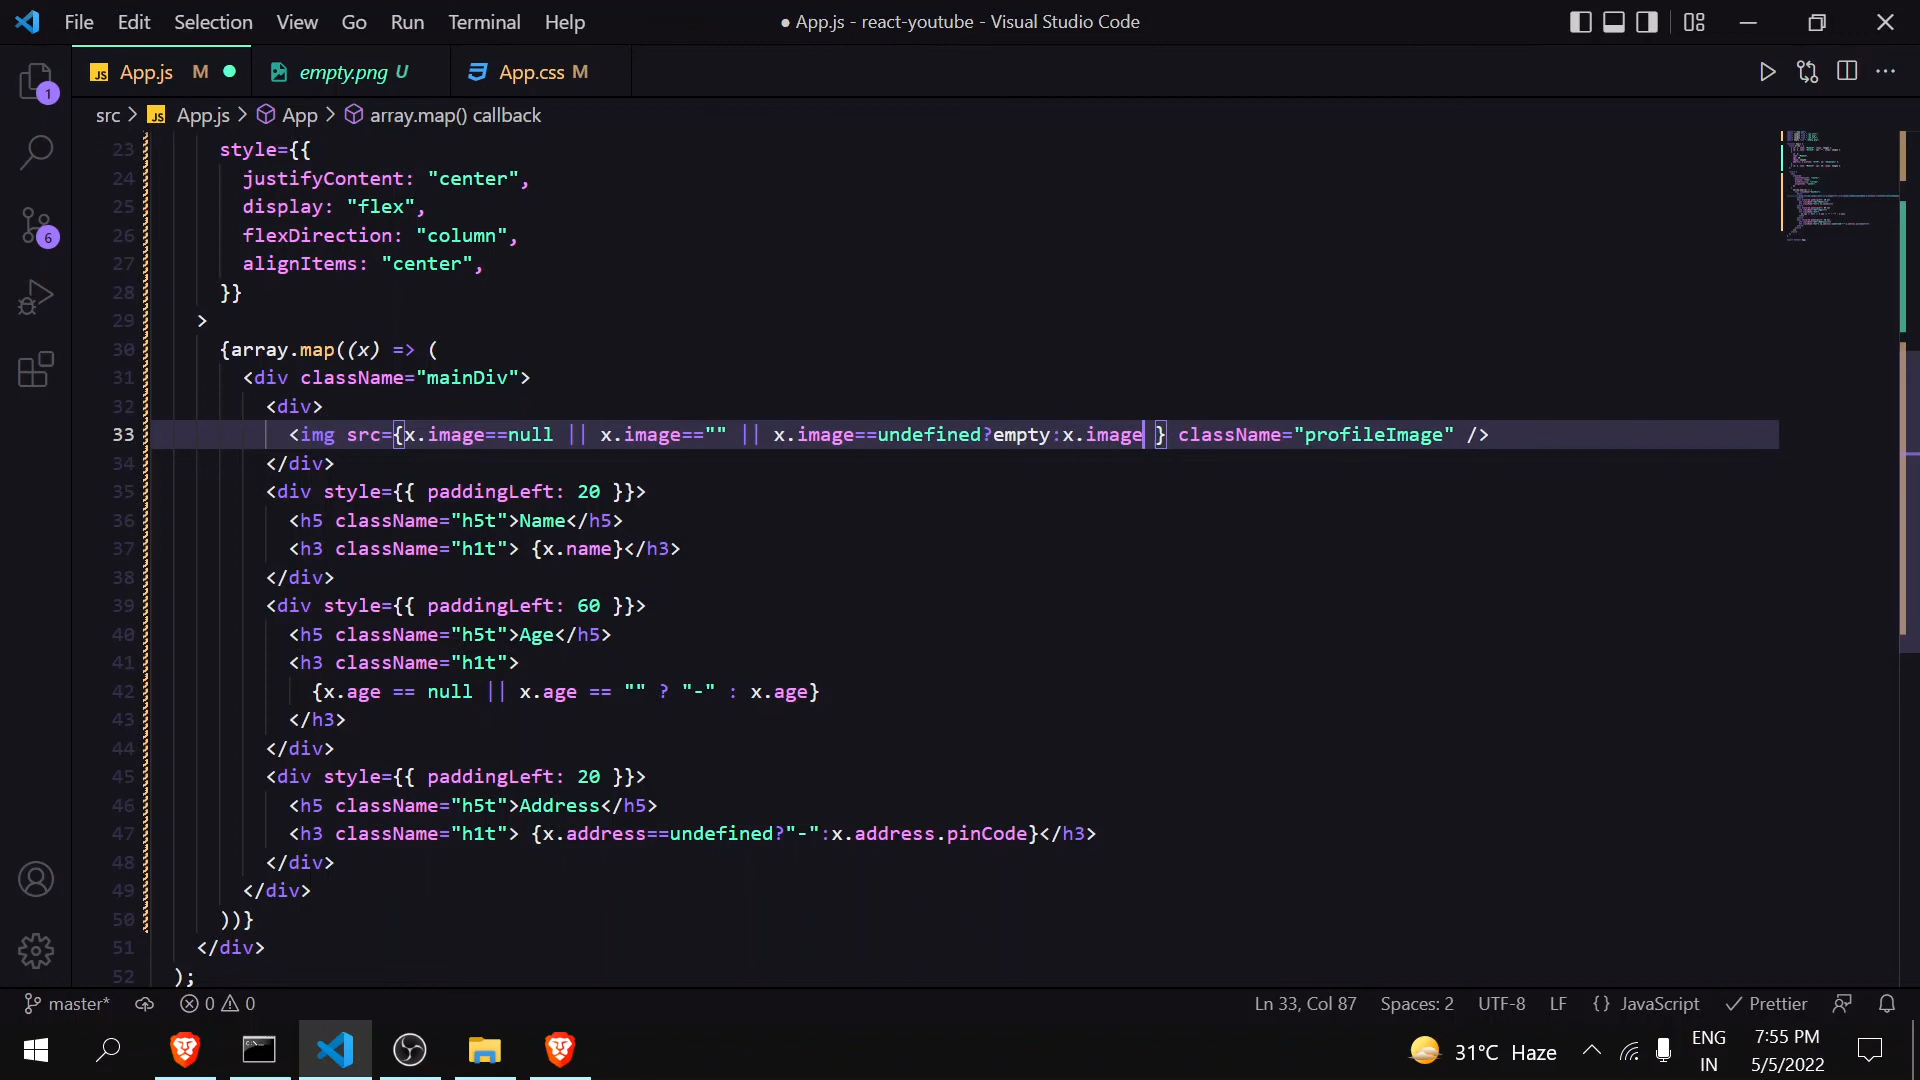 File Edit Selection View Go Run Terminal Help
● App.js - react-youtube - Visual Studio Code
JS App.js M ● empty.png U App.css M
src > JS App.js > App > array.map() callback
23 style={{
24 justifyContent: "center",
25 display: "flex",
26 flexDirection: "column",
27 alignItems: "center",
28 }}
29 >
30 {array.map((x) => (
31 <div className="mainDiv">
32 <div>
33 <img src={x.image==null || x.image=="" || x.image==undefined?empty:x.image } className="profileImage" />
34 </div>
35 <div style={{ paddingLeft: 20 }}>
36 <h5 className="h5t">Name</h5>
37 <h3 className="h1t"> {x.name}</h3>
38 </div>
39 <div style={{ paddingLeft: 60 }}>
40 <h5 className="h5t">Age</h5>
41 <h3 className="h1t">
42 {x.age == null || x.age == "" ? "-" : x.age}
43 </h3>
44 </div>
45 <div style={{ paddingLeft: 20 }}>
46 <h5 className="h5t">Address</h5>
47 <h3 className="h1t"> {x.address==undefined?"-":x.address.pinCode}</h3>
48 </div>
49 </div>
50 ))}
51 </div>
52 );
1
6
master* 0 0 Ln 33, Col 87 Spaces: 2 UTF-8 LF {} JavaScript Prettier
31°C Haze ENG IN 7:55 PM 5/5/2022